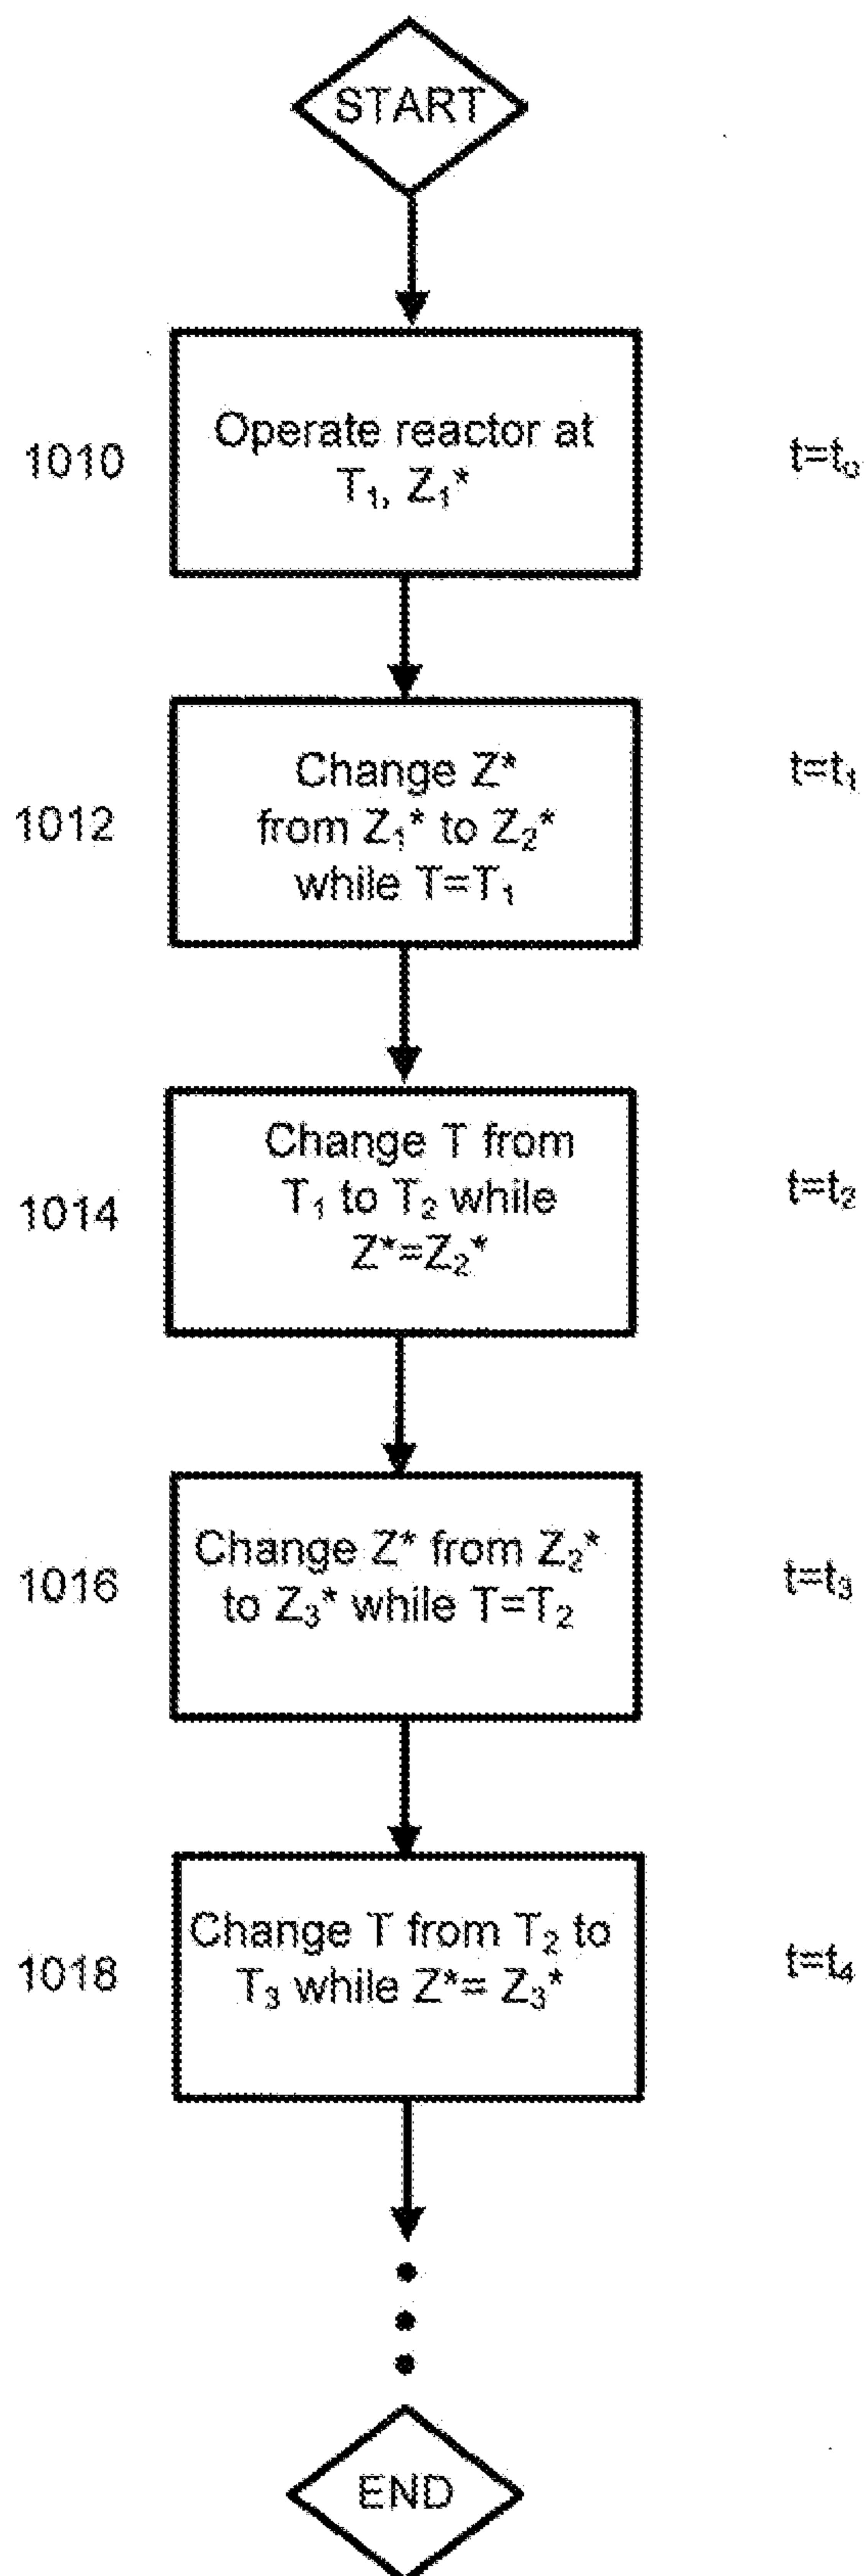 START
1010
Operate reactor at
T₁, Z₁*
t=t₀
1012
Change Z*
from Z₁* to Z₂*
while T=T₁
t=t₁
1014
Change T from
T₁ to T₂ while
Z*=Z₂*
t=t₂
1016
Change Z* from Z₂*
to Z₃* while T=T₂
t=t₃
1018
Change T from T₂ to
T₃ while Z*= Z₃*
t=t₄
END